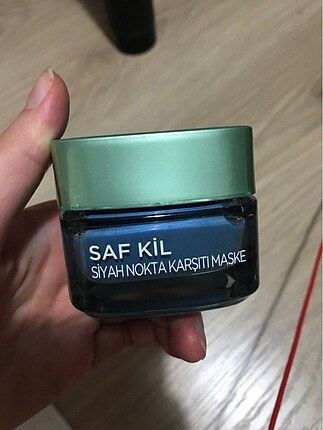 SAF KİL
SİYAH NOKTA KARŞITI MASKE